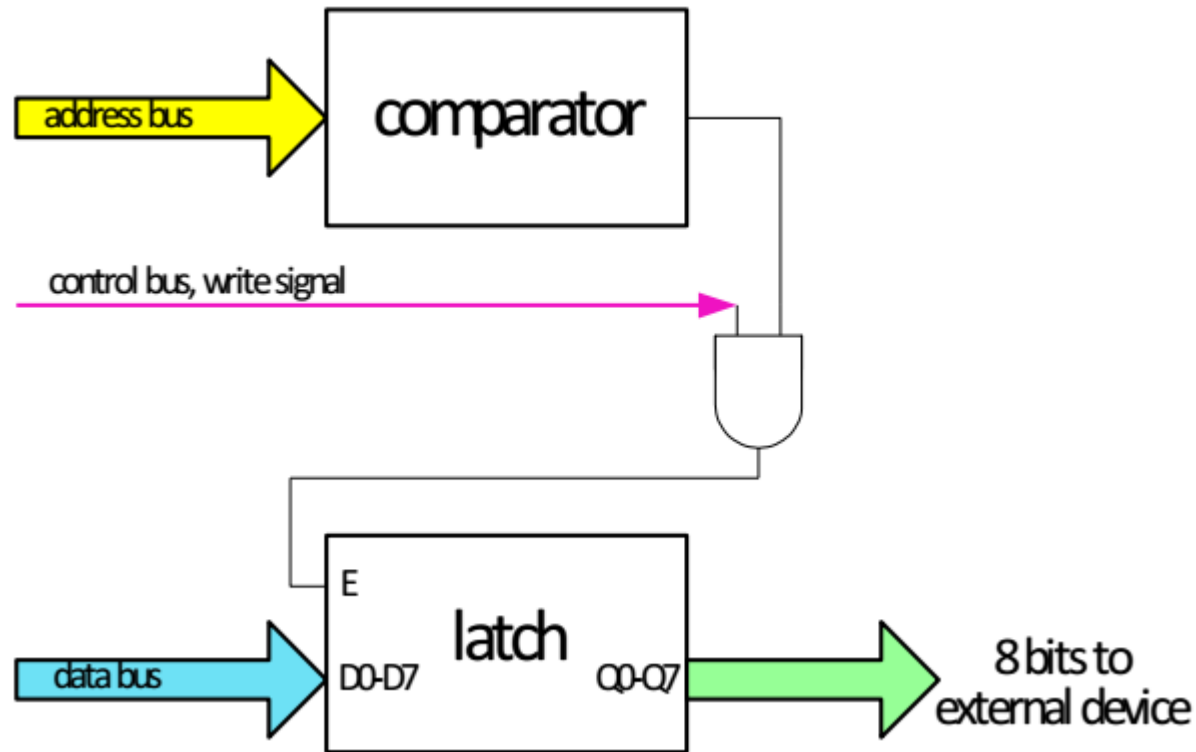 address bus
comparator
control bus, write signal
E
latch
data bus
D0-D7
Q0-Q7
8 bits to
external device